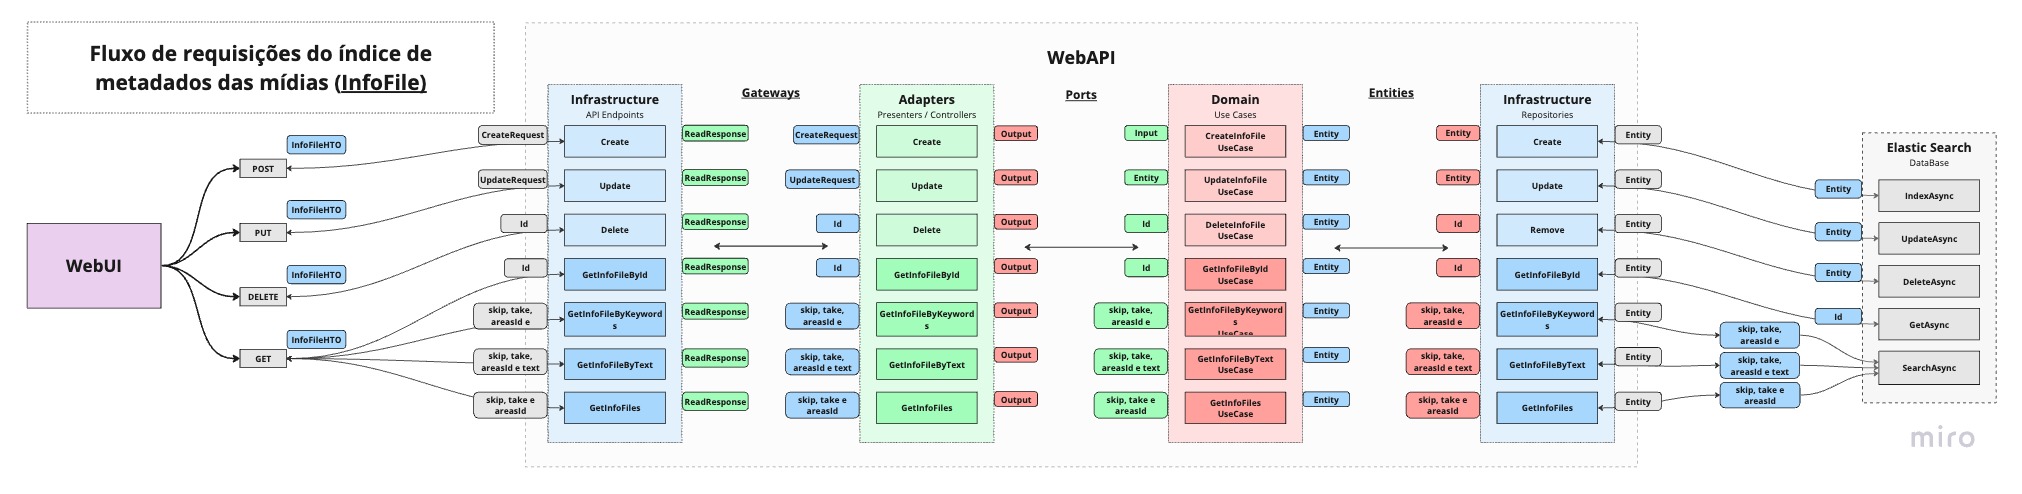 Fluxo de requisições do índice de
metadados das mídias (InfoFile)
WebUI
InfoFileHTO
POST
InfoFileHTO
PUT
InfoFileHTO
DELETE
InfoFileHTO
GET
WebAPI
CreateRequest
UpdateRequest
Id
Id
skip, take,
areasId e
skip, take,
areasId e text
skip, take e
areasId
Infrastructure
API Endpoints
Create
Update
Delete
GetInfoFileById
GetInfoFileByKeyword
s
GetInfoFileByText
GetInfoFiles
Gateways
ReadResponse
ReadResponse
ReadResponse
ReadResponse
ReadResponse
ReadResponse
ReadResponse
CreateRequest
UpdateRequest
Id
Id
skip, take,
areasId e
skip, take,
areasId e text
skip, take e
areasId
Adapters
Presenters / Controllers
Create
Update
Delete
GetInfoFileById
GetInfoFileByKeyword
s
GetInfoFileByText
GetInfoFiles
Ports
Output
Output
Output
Output
Output
Output
Output
Input
Entity
Id
Id
skip, take,
areasId e
skip, take,
areasId e text
skip, take e
areasId
Domain
Use Cases
CreateInfoFile
UseCase
UpdateInfoFile
UseCase
DeleteInfoFile
UseCase
GetInfoFileById
UseCase
GetInfoFileByKeyword
s
UseCase
GetInfoFileByText
UseCase
GetInfoFiles
UseCase
Entities
Entity
Entity
Entity
Entity
Entity
Entity
Entity
Entity
Entity
Id
Id
skip, take,
areasId e
skip, take,
areasId e text
skip, take e
areasId
Infrastructure
Repositories
Create
Update
Remove
GetInfoFileById
GetInfoFileByKeyword
s
GetInfoFileByText
GetInfoFiles
Entity
Entity
Entity
Entity
Entity
Entity
Entity
Entity
Entity
Entity
Id
skip, take,
areasId e
skip, take,
areasId e text
skip, take e
areasId
Elastic Search
DataBase
IndexAsync
UpdateAsync
DeleteAsync
GetAsync
SearchAsync
miro